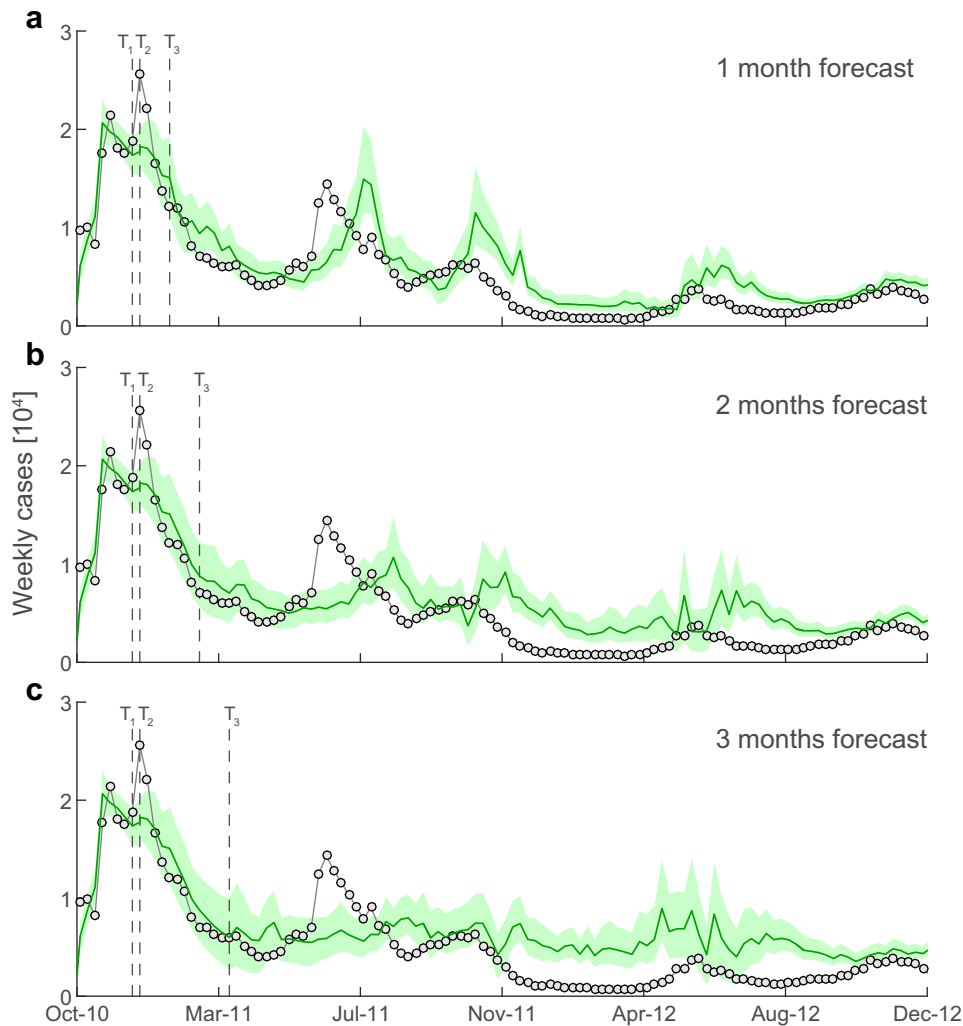 a
3
T₁ T₂ T₃
1 month forecast
2
1
0
b
3
T₁ T₂ T₃
2 months forecast
2
Weekly cases [10⁴]
1
0
c
3
T₁ T₂ T₃
3 months forecast
2
1
0
Oct-10 Mar-11 Jul-11 Nov-11 Apr-12 Aug-12 Dec-12